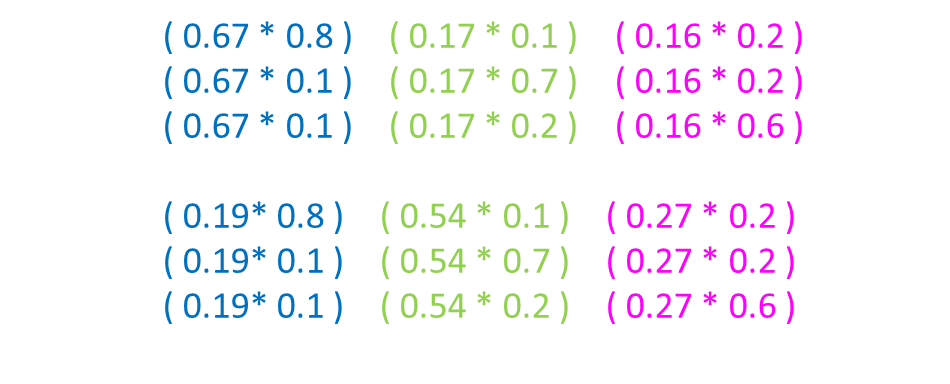 ( 0.67 * 0.8 ) ( 0.17 * 0.1 ) ( 0.16 * 0.2 )
( 0.67 * 0.1 ) ( 0.17 * 0.7 ) ( 0.16 * 0.2 )
( 0.67 * 0.1 ) ( 0.17 * 0.2 ) ( 0.16 * 0.6 )
( 0.19* 0.8 ) ( 0.54 * 0.1 ) ( 0.27 * 0.2 )
( 0.19* 0.1 ) ( 0.54 * 0.7 ) ( 0.27 * 0.2 )
( 0.19* 0.1 ) ( 0.54 * 0.2 ) ( 0.27 * 0.6 )